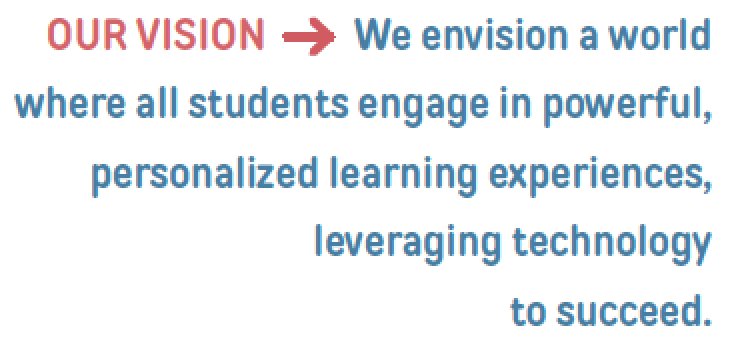 OUR VISION → We envision a world
where all students engage in powerful,
personalized learning experiences,
leveraging technology
to succeed.